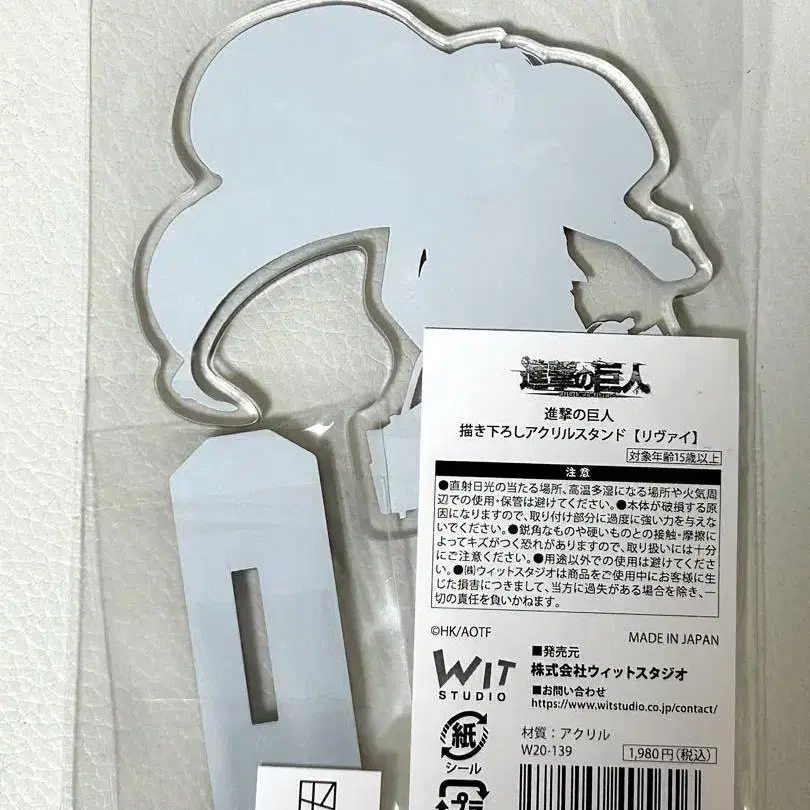 進撃の巨人
進撃の巨人
描き下ろしアクリルスタンド【リヴァイ】
対象年齢15歳以上
注意
●直射日光の当たる場所、高温多湿になる場所や火気周
辺での使用・保管は避けてください。●本体が破損する原
因になりますので、取り付け部分に過度に強い力を与えな
いでください。●鋭角なものや硬いものとの接触・摩擦に
よってキズがつく恐れがありますので、取り扱いには十分
にご注意ください。●用途以外での使用は避けてくださ
い。●㈱ウィットスタジオは商品をご使用中にお客様に生
じた損害につきまして、当方に過失がある場合を除き、一
切の責任を負いかねます。
©HK/AOTF
MADE IN JAPAN
WIT
STUDIO
■発売元
株式会社ウィットスタジオ
■お問い合わせ
https://www.witstudio.co.jp/contact/
紙
シール
プラ
材質：アクリル
W20-139
1,980円（税込）